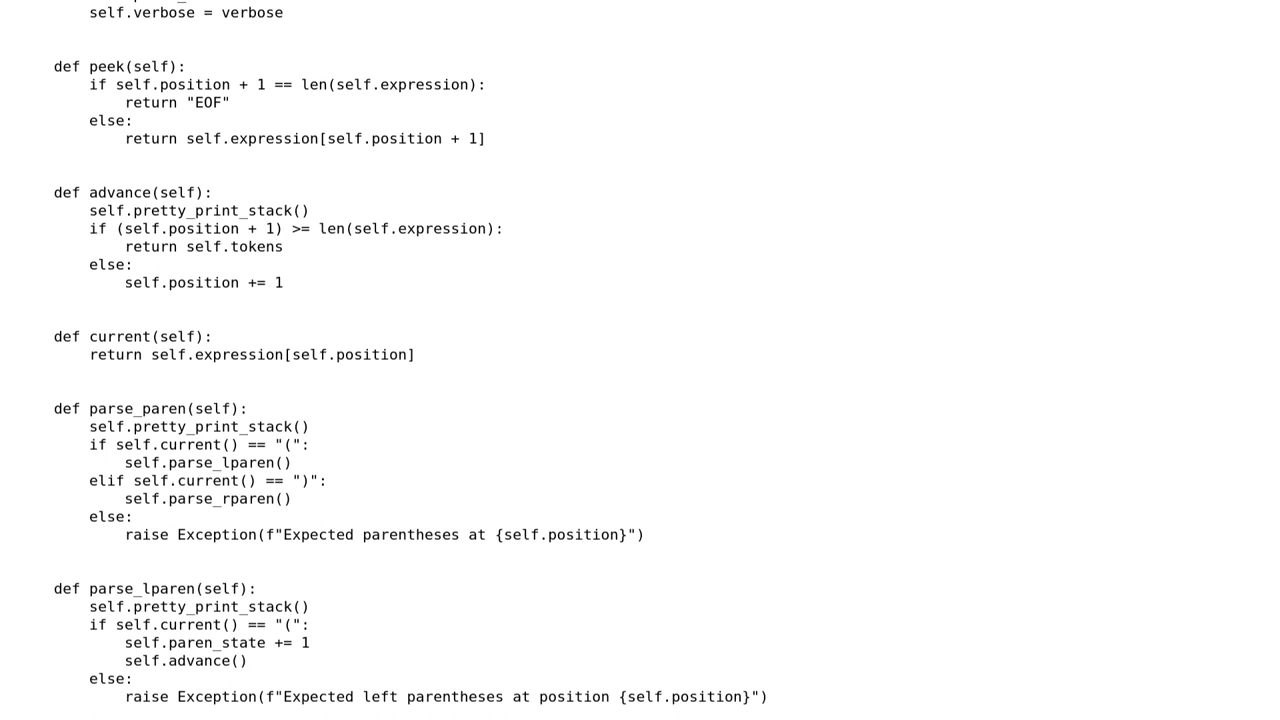 self.verbose = verbose
def peek(self):
if self.position + 1 == len(self.expression):
return "EOF"
else:
return self.expression[self.position + 1]
def advance(self):
self.pretty_print_stack()
if (self.position + 1) >= len(self.expression):
return self.tokens
else:
self.position += 1
def current(self):
return self.expression[self.position]
def parse_paren(self):
self.pretty_print_stack()
if self.current() == "(":
self.parse_lparen()
elif self.current() == ")":
self.parse_rparen()
else:
raise Exception(f"Expected parentheses at {self.position}")
def parse_lparen(self):
self.pretty_print_stack()
if self.current() == "(":
self.paren_state += 1
self.advance()
else:
raise Exception(f"Expected left parentheses at position {self.position}")